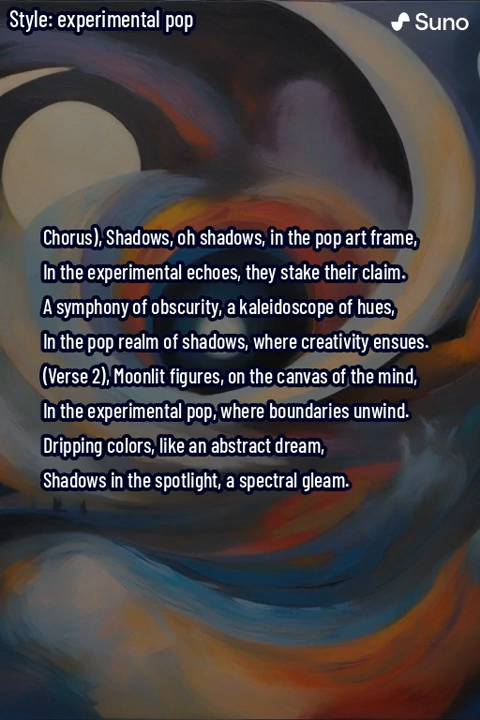 Style: experimental pop
Suno
Chorus), Shadows, oh shadows, in the pop art frame,
In the experimental echoes, they stake their claim.
A symphony of obscurity, a kaleidoscope of hues,
In the pop realm of shadows, where creativity ensues.
(Verse 2), Moonlit figures, on the canvas of the mind,
In the experimental pop, where boundaries unwind.
Dripping colors, like an abstract dream,
Shadows in the spotlight, a spectral gleam.